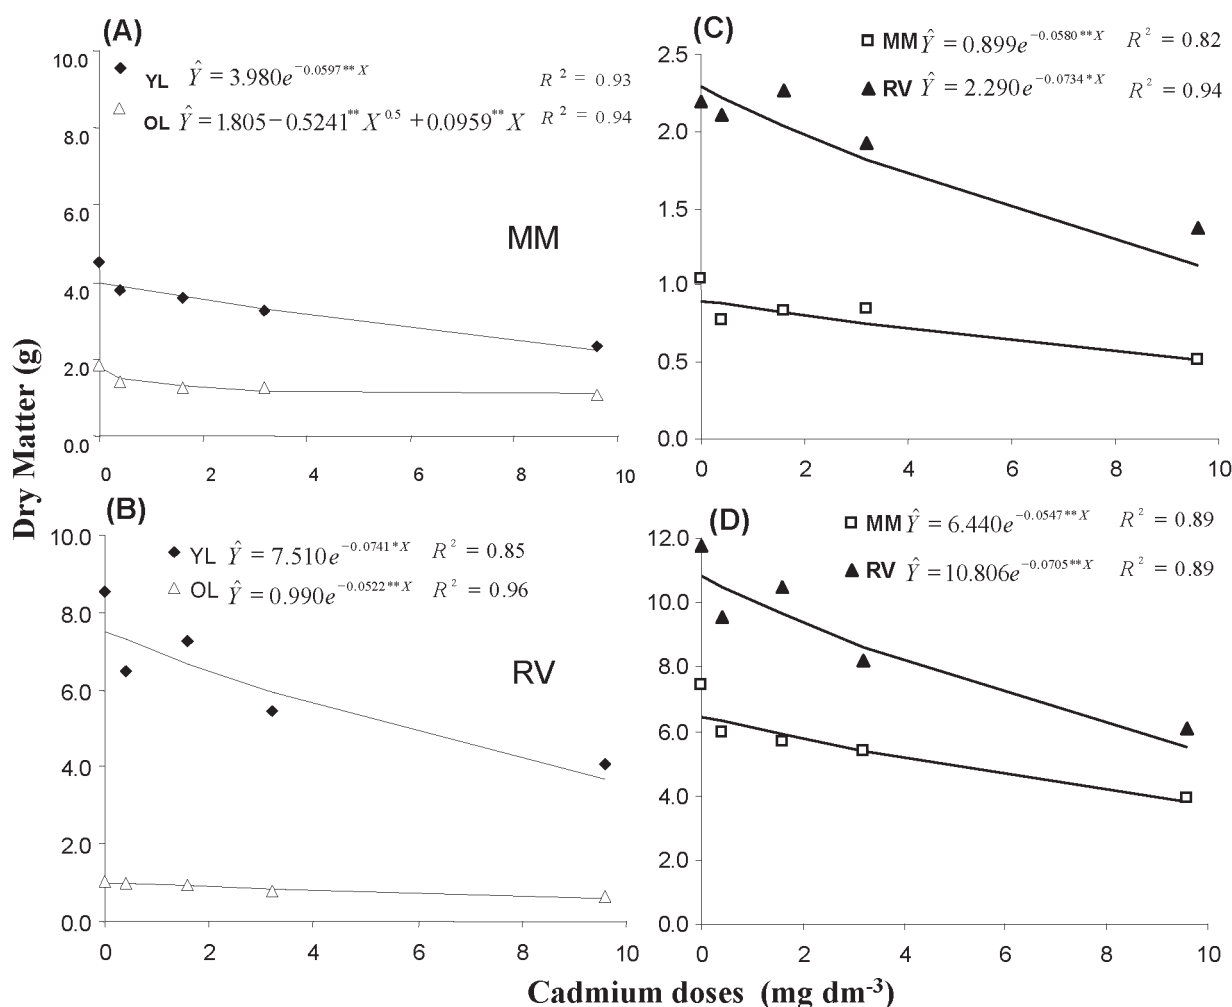 (A)
10.0
8.0
6.0
4.0
2.0
0.0
YL Ŷ = 3.980e^{-0.0597** X} R² = 0.93
OL Ŷ = 1.805 − 0.5241** X^{0.5} + 0.0959** X R² = 0.94
MM
0 2 4 6 8 10
(C)
MM Ŷ = 0.899e^{-0.0580** X} R² = 0.82
RV Ŷ = 2.290e^{-0.0734* X} R² = 0.94
2.5
2.0
1.5
1.0
0.5
0.0
0 2 4 6 8 10
Dry Matter (g)
(B)
10.0
8.0
6.0
4.0
2.0
0.0
YL Ŷ = 7.510e^{-0.0741* X} R² = 0.85
OL Ŷ = 0.990e^{-0.0522** X} R² = 0.96
RV
0 2 4 6 8 10
(D)
MM Ŷ = 6.440e^{-0.0547** X} R² = 0.89
RV Ŷ = 10.806e^{-0.0705** X} R² = 0.89
12.0
10.0
8.0
6.0
4.0
2.0
0.0
0 2 4 6 8 10
Cadmium doses (mg dm⁻³)